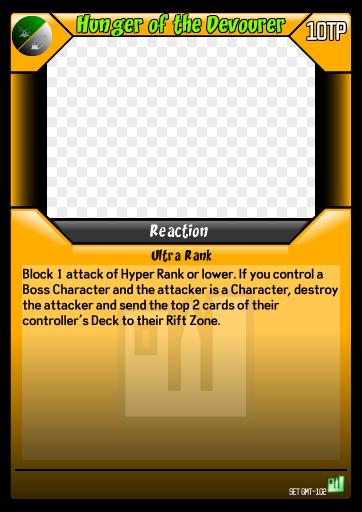 Hunger of the Devourer
10TP
Reaction
Ultra Rank
Block 1 attack of Hyper Rank or lower. If you control a
Boss Character and the attacker is a Character, destroy
the attacker and send the top 2 cards of their
controller's Deck to their Rift Zone.
SET GMT-102